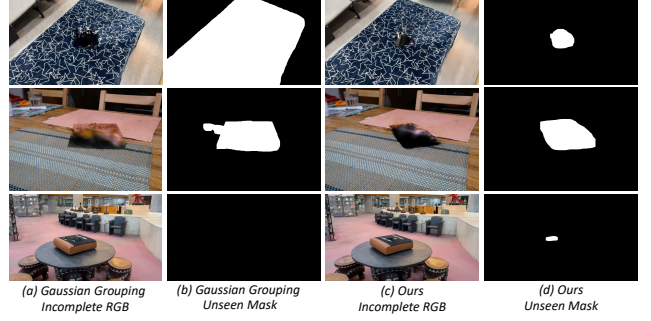 (a) Gaussian Grouping
Incomplete RGB
(b) Gaussian Grouping
Unseen Mask
(c) Ours
Incomplete RGB
(d) Ours
Unseen Mask